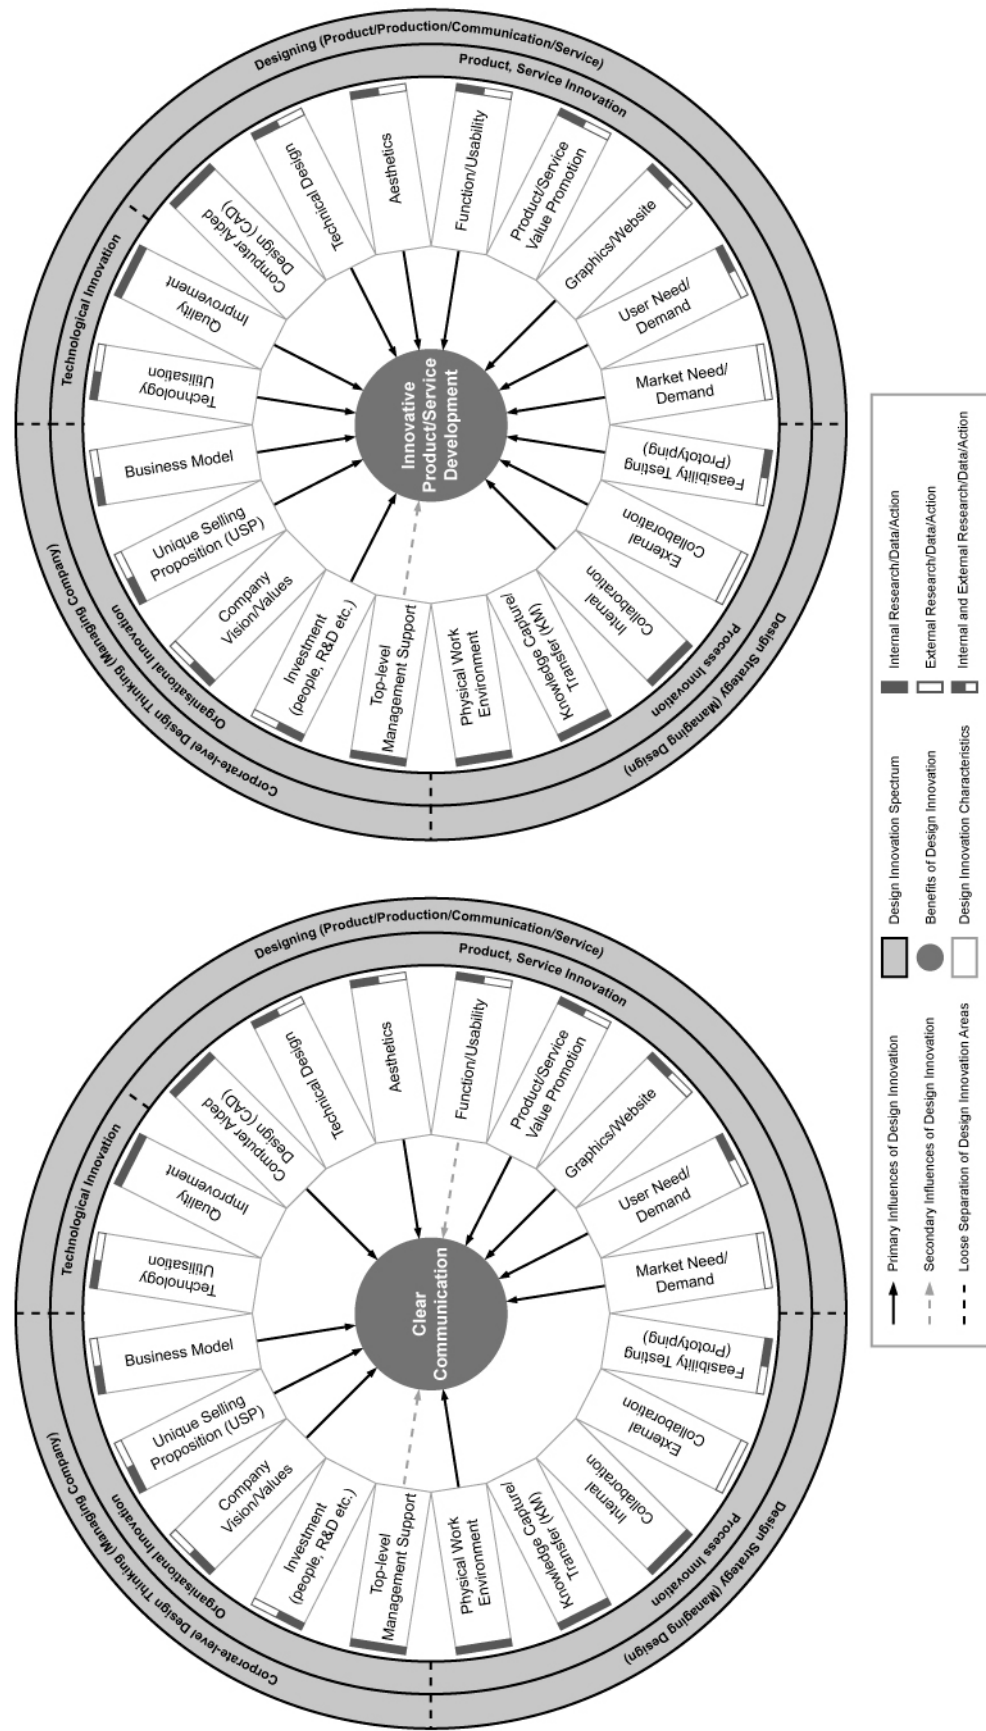 Designing (Product/Production/Communication/Service)
Product, Service Innovation
Technological Innovation
Corporate-level Design Thinking (Managing Company)
Organisational Innovation
Design Strategy (Managing Design)
Process Innovation
Clear
Communication
Business Model
Technology
Utilisation
Quality
Improvement
Computer Aided
Design (CAD)
Technical Design
Aesthetics
Function/Usability
Product/Service
Value Promotion
Graphics/Website
User Need/
Demand
Market Need/
Demand
Feasibility Testing
(Prototyping)
External
Collaboration
Internal
Collaboration
Knowledge Capture/
Transfer (KM)
Physical Work
Environment
Top-level
Management Support
Investment
(people, R&D etc.)
Company
Vision/Values
Unique Selling
Proposition (USP)
Designing (Product/Production/Communication/Service)
Product, Service Innovation
Technological Innovation
Corporate-level Design Thinking (Managing Company)
Organisational Innovation
Design Strategy (Managing Design)
Process Innovation
Innovative
Product/Service
Development
Business Model
Technology
Utilisation
Quality
Improvement
Computer Aided
Design (CAD)
Technical Design
Aesthetics
Function/Usability
Product/Service
Value Promotion
Graphics/Website
User Need/
Demand
Market Need/
Demand
Feasibility Testing
(Prototyping)
External
Collaboration
Internal
Collaboration
Knowledge Capture/
Transfer (KM)
Physical Work
Environment
Top-level
Management Support
Investment
(people, R&D etc.)
Company
Vision/Values
Unique Selling
Proposition (USP)
Primary Influences of Design Innovation
Secondary Influences of Design Innovation
Loose Separation of Design Innovation Areas
Design Innovation Spectrum
Benefits of Design Innovation
Design Innovation Characteristics
Internal Research/Data/Action
External Research/Data/Action
Internal and External Research/Data/Action